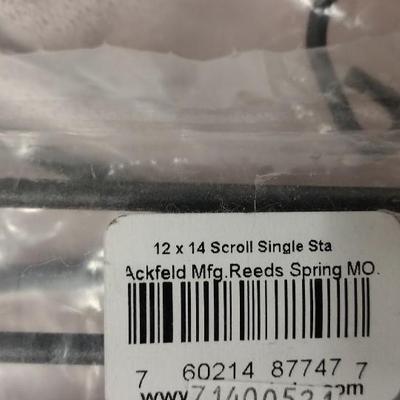 12 x 14 Scroll Single Sta
Ackfeld Mfg.Reeds Spring MO.
7 60214 87747 7